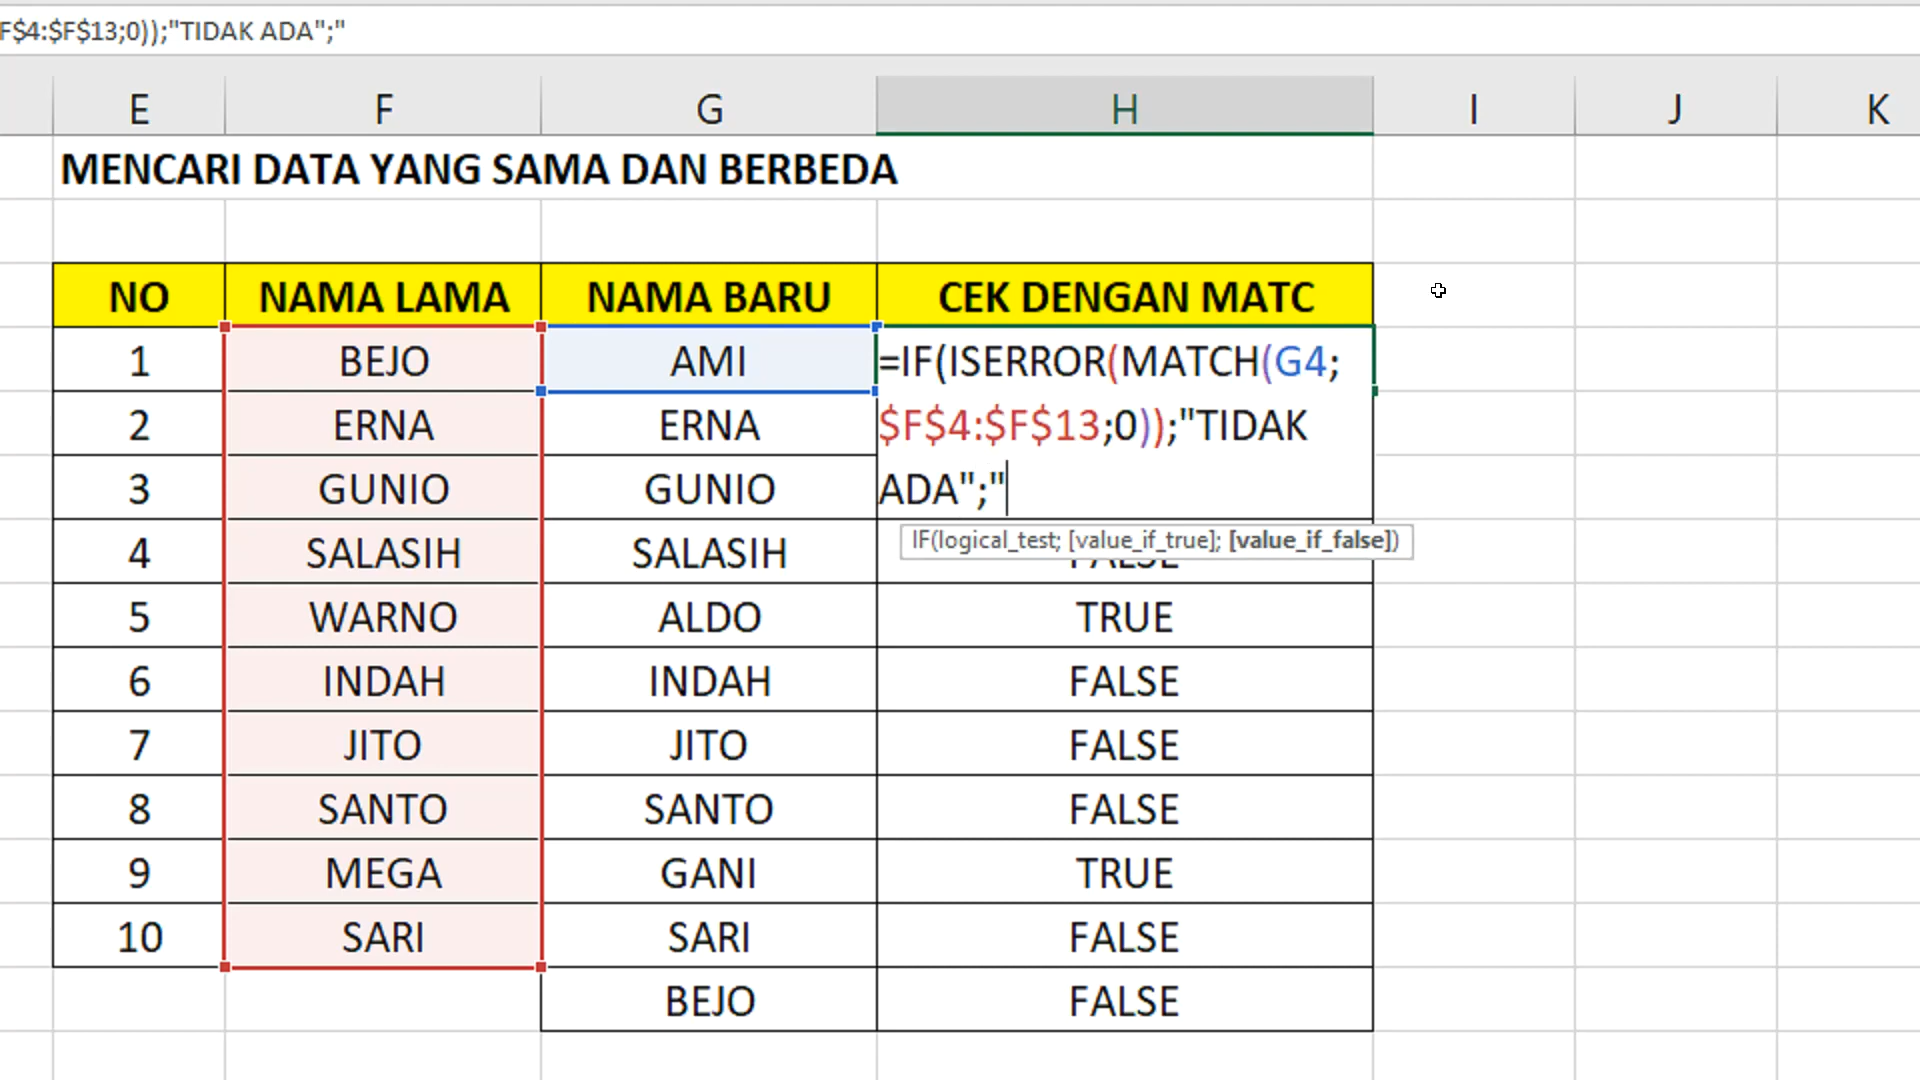 F$4:$F$13;0));"TIDAK ADA";"
E F G H I J K
MENCARI DATA YANG SAMA DAN BERBEDA
NO NAMA LAMA NAMA BARU CEK DENGAN MATC
1 BEJO AMI =IF(ISERROR(MATCH(G4;
2 ERNA ERNA $F$4:$F$13;0));"TIDAK
3 GUNIO GUNIO ADA";"
IF(logical_test; [value_if_true]; [value_if_false])
4 SALASIH SALASIH FALSE
5 WARNO ALDO TRUE
6 INDAH INDAH FALSE
7 JITO JITO FALSE
8 SANTO SANTO FALSE
9 MEGA GANI TRUE
10 SARI SARI FALSE
BEJO FALSE